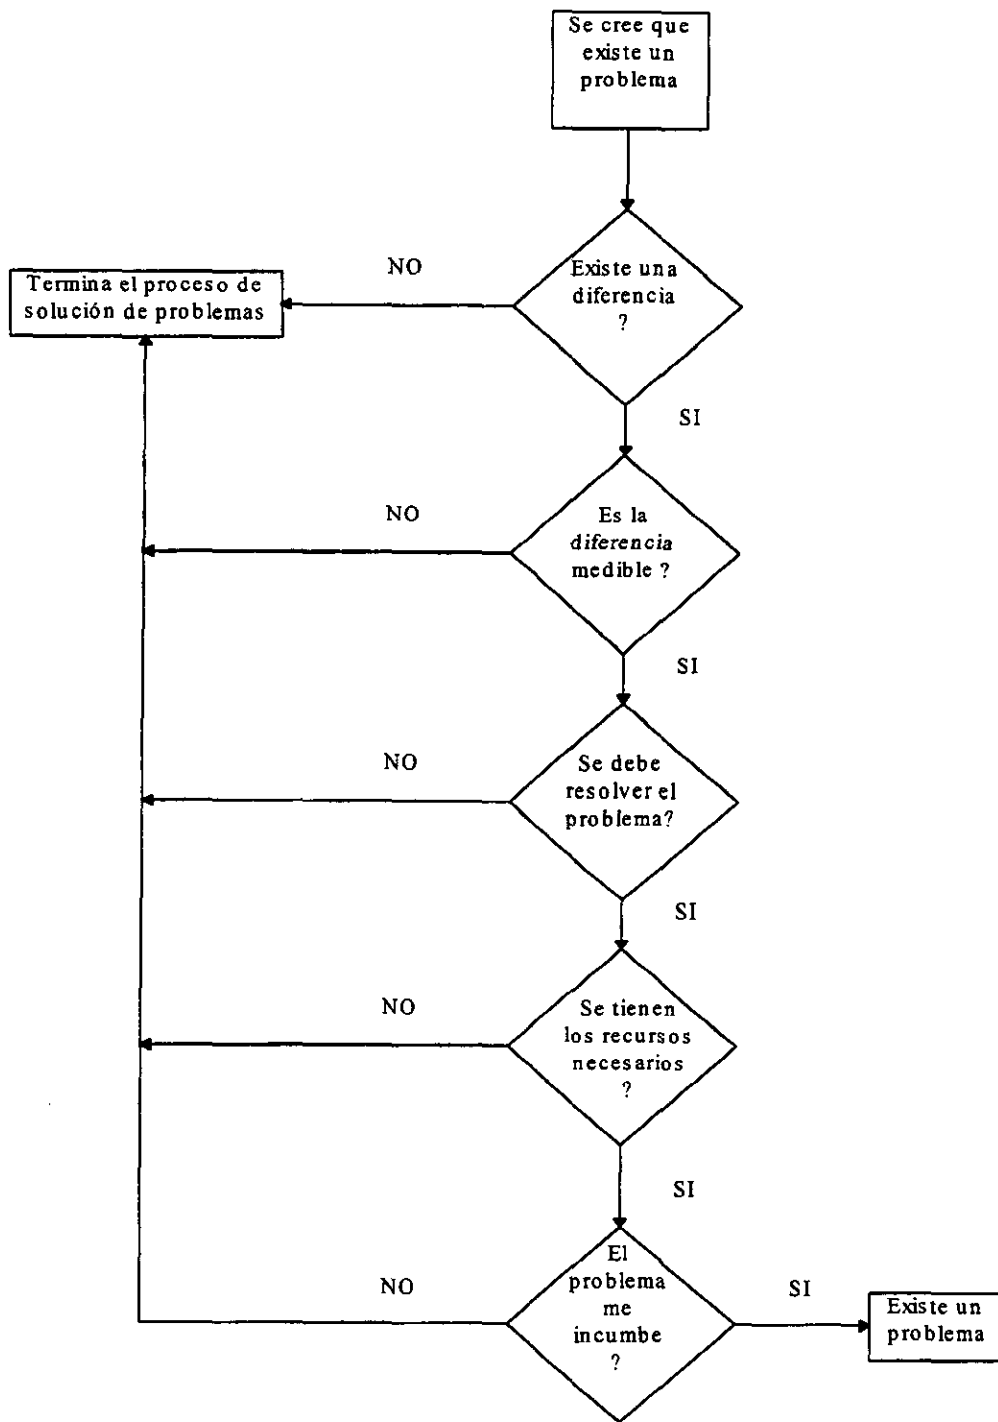 Se cree que
existe un
problema
NO
Existe una
diferencia
?
Termina el proceso de
solución de problemas
SI
NO
Es la
diferencia
medible ?
SI
NO
Se debe
resolver el
problema?
SI
NO
Se tienen
los recursos
necesarios
?
SI
NO
El
problema
me
incumbe
?
SI
Existe un
problema